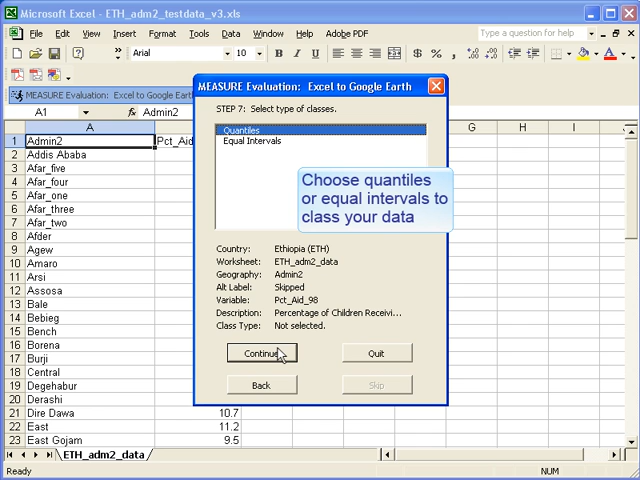 Microsoft Excel - ETH_adm2_testdata_v3.xls
File Edit View Insert Format Tools Data Window Help Adobe PDF
Type a question for help
Arial 10 B I U $ %
MEASURE Evaluation: Excel to Google Earth
A1 fx Admin2
A G H I
1 Admin2 Pct_Aid
2 Addis Ababa
3 Afar_five
4 Afar_four
5 Afar_one
6 Afar_three
7 Afar_two
8 Afder
9 Agew
10 Amaro
11 Arsi
12 Assosa
13 Bale
14 Bebieg
15 Bench
16 Borena
17 Burji
18 Central
19 Degehabur
20 Derashi
21 Dire Dawa 10.7
22 East 11.2
23 East Gojam 9.5
MEASURE Evaluation: Excel to Google Earth
STEP 7: Select type of classes.
Quantiles
Equal Intervals
Choose quantiles
or equal intervals to
class your data
Country: Ethiopia (ETH)
Worksheet: ETH_adm2_data
Geography: Admin2
Alt Label: Skipped
Variable: Pct_Aid_98
Description: Percentage of Children Receivi...
Class Type: Not selected.
Continue Quit
Back Skip
ETH_adm2_data
Ready NUM